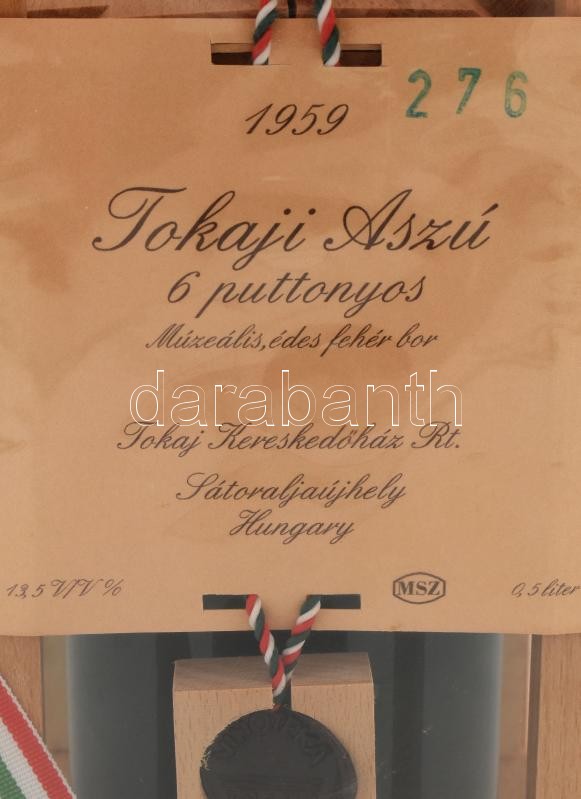 276
1959
Tokaji Aszú
6 puttonyos
Múzeális, édes fehér bor
darabanth
Tokaj Kereskedőház Rt.
Sátoraljaújhely
Hungary
13,5 V/V %
MSZ
0,5 liter